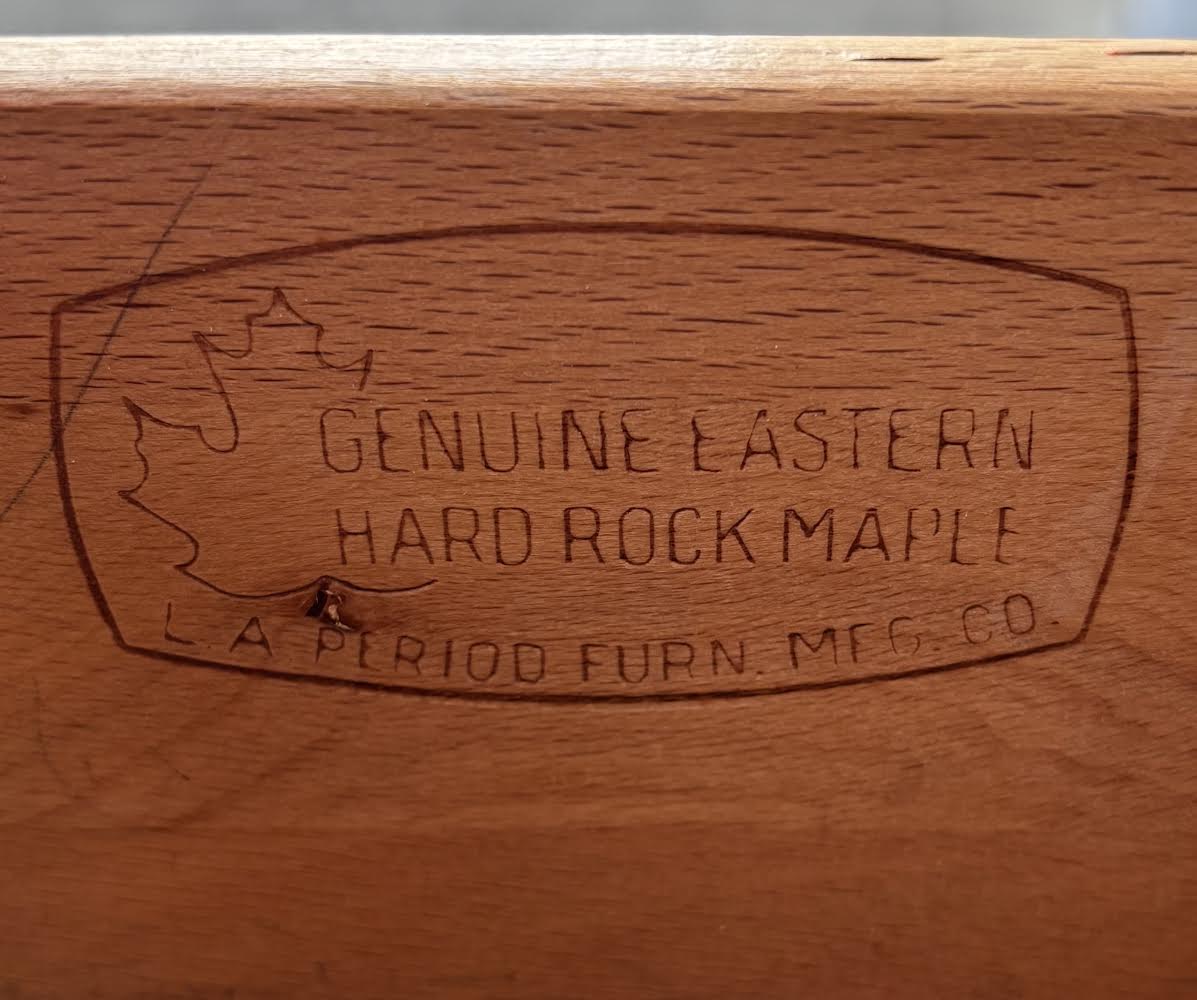 GENUINE EASTERN
HARD ROCK MAPLE
L.A. PERIOD FURN. MFG. CO.